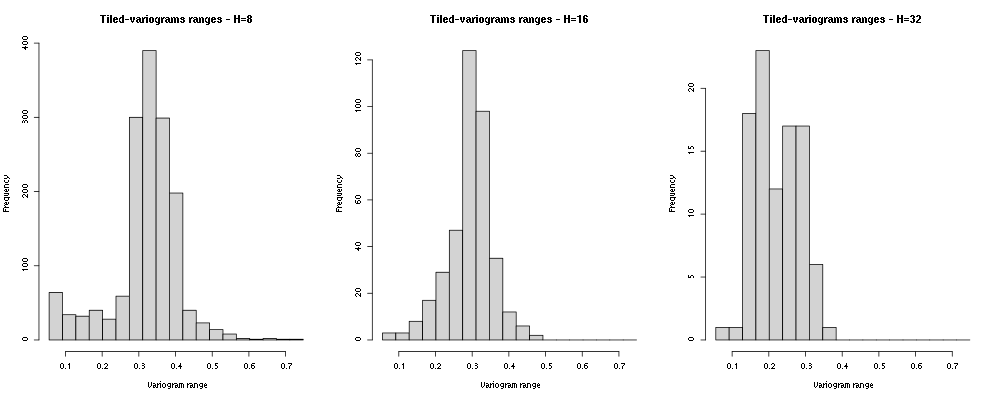 Tiled-variograms ranges - H=8
Frequency
0
100
200
300
400
0.1 0.2 0.3 0.4 0.5 0.6 0.7
Variogram range
Tiled-variograms ranges - H=16
Frequency
0
20
40
60
80
100
120
0.1 0.2 0.3 0.4 0.5 0.6 0.7
Variogram range
Tiled-variograms ranges - H=32
Frequency
0
5
10
15
20
0.1 0.2 0.3 0.4 0.5 0.6 0.7
Variogram range